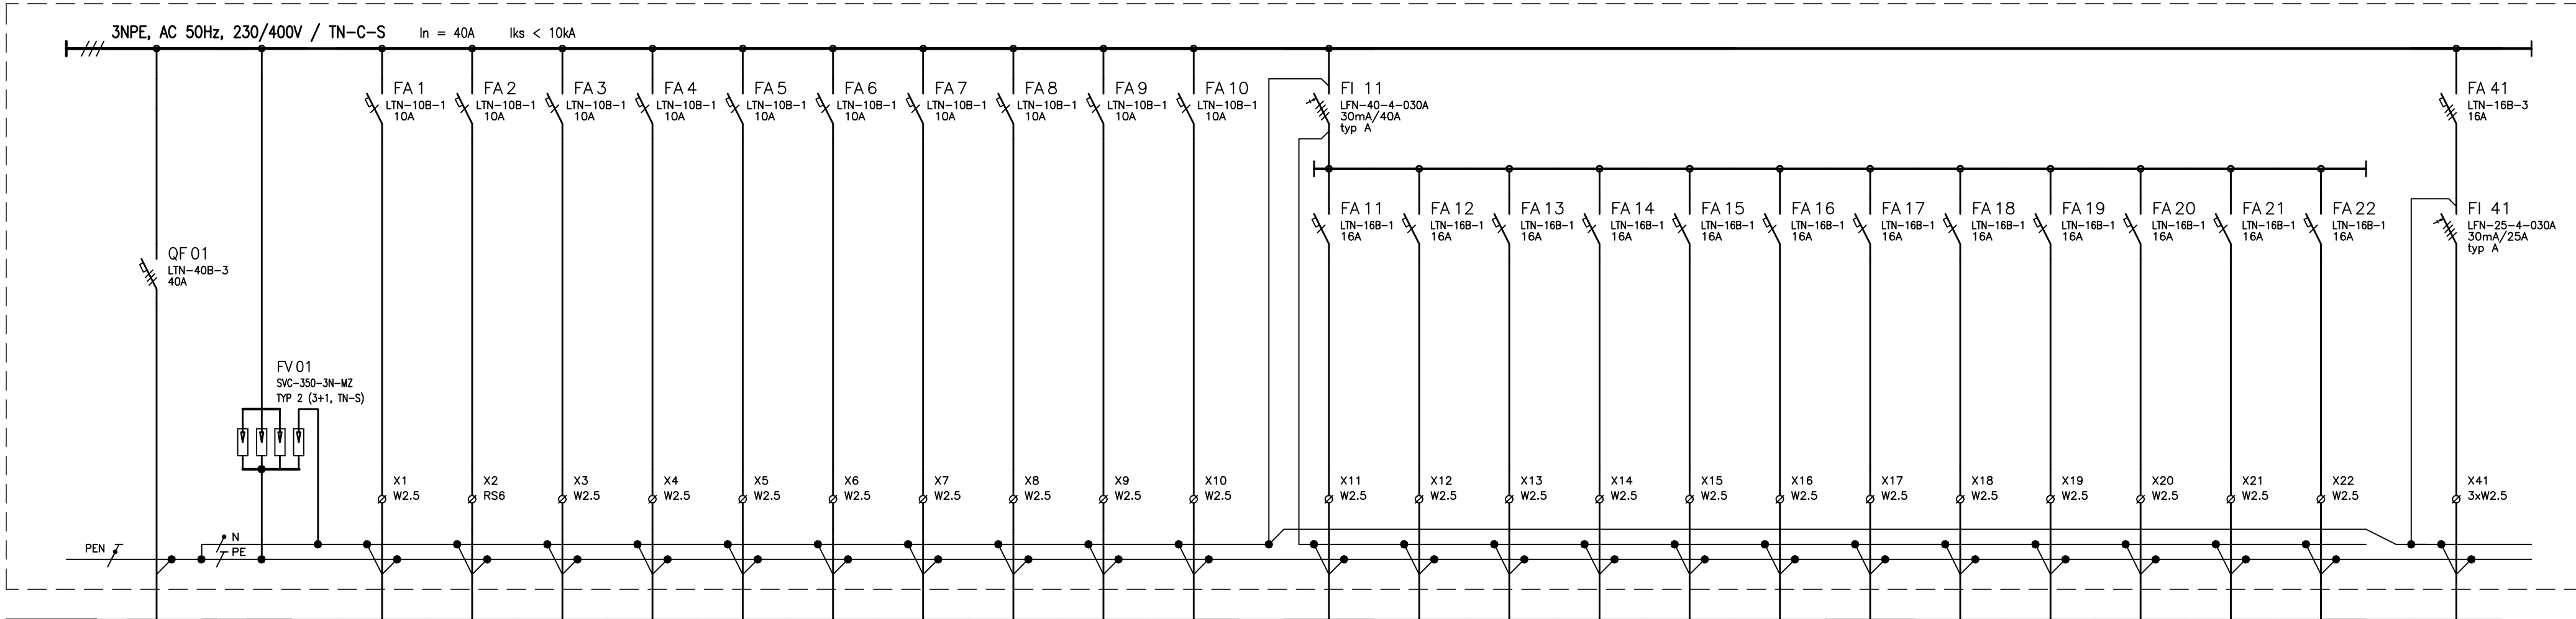 3NPE, AC 50Hz, 230/400V / TN-C-S In = 40A Iks < 10kA
FA 1
LTN-10B-1
10A
FA 2
LTN-10B-1
10A
FA 3
LTN-10B-1
10A
FA 4
LTN-10B-1
10A
FA 5
LTN-10B-1
10A
FA 6
LTN-10B-1
10A
FA 7
LTN-10B-1
10A
FA 8
LTN-10B-1
10A
FA 9
LTN-10B-1
10A
FA 10
LTN-10B-1
10A
FI 11
LFN-40-4-030A
30mA/40A
typ A
FA 41
LTN-16B-3
16A
FA 11
LTN-16B-1
16A
FA 12
LTN-16B-1
16A
FA 13
LTN-16B-1
16A
FA 14
LTN-16B-1
16A
FA 15
LTN-16B-1
16A
FA 16
LTN-16B-1
16A
FA 17
LTN-16B-1
16A
FA 18
LTN-16B-1
16A
FA 19
LTN-16B-1
16A
FA 20
LTN-16B-1
16A
FA 21
LTN-16B-1
16A
FA 22
LTN-16B-1
16A
FI 41
LFN-25-4-030A
30mA/25A
typ A
QF 01
LTN-40B-3
40A
FV 01
SVC-350-3N-MZ
TYP 2 (3+1, TN-S)
X1
W2.5
X2
RS6
X3
W2.5
X4
W2.5
X5
W2.5
X6
W2.5
X7
W2.5
X8
W2.5
X9
W2.5
X10
W2.5
X11
W2.5
X12
W2.5
X13
W2.5
X14
W2.5
X15
W2.5
X16
W2.5
X17
W2.5
X18
W2.5
X19
W2.5
X20
W2.5
X21
W2.5
X22
W2.5
X41
3xW2.5
PEN
N
PE